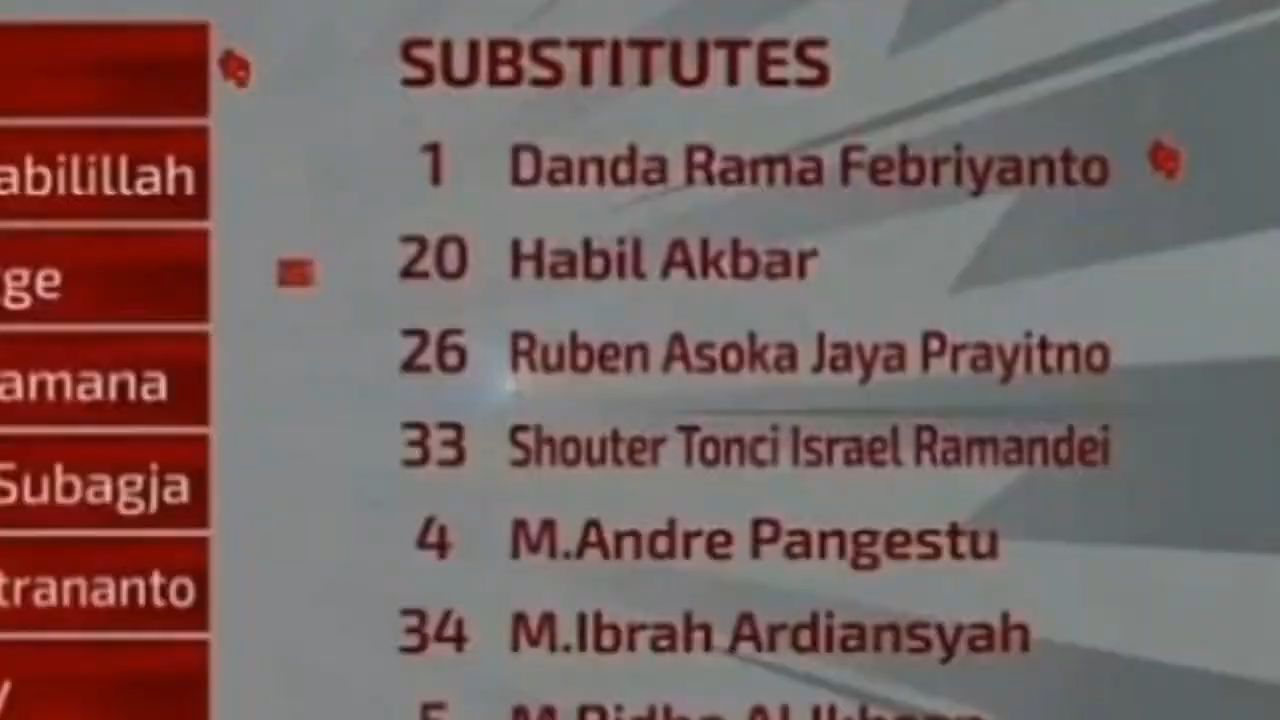 abilillah
ge
amana
Subagja
trananto
SUBSTITUTES
1 Danda Rama Febriyanto
20 Habil Akbar
26 Ruben Asoka Jaya Prayitno
33 Shouter Tonci Israel Ramandei
4 M.Andre Pangestu
34 M.Ibrah Ardiansyah